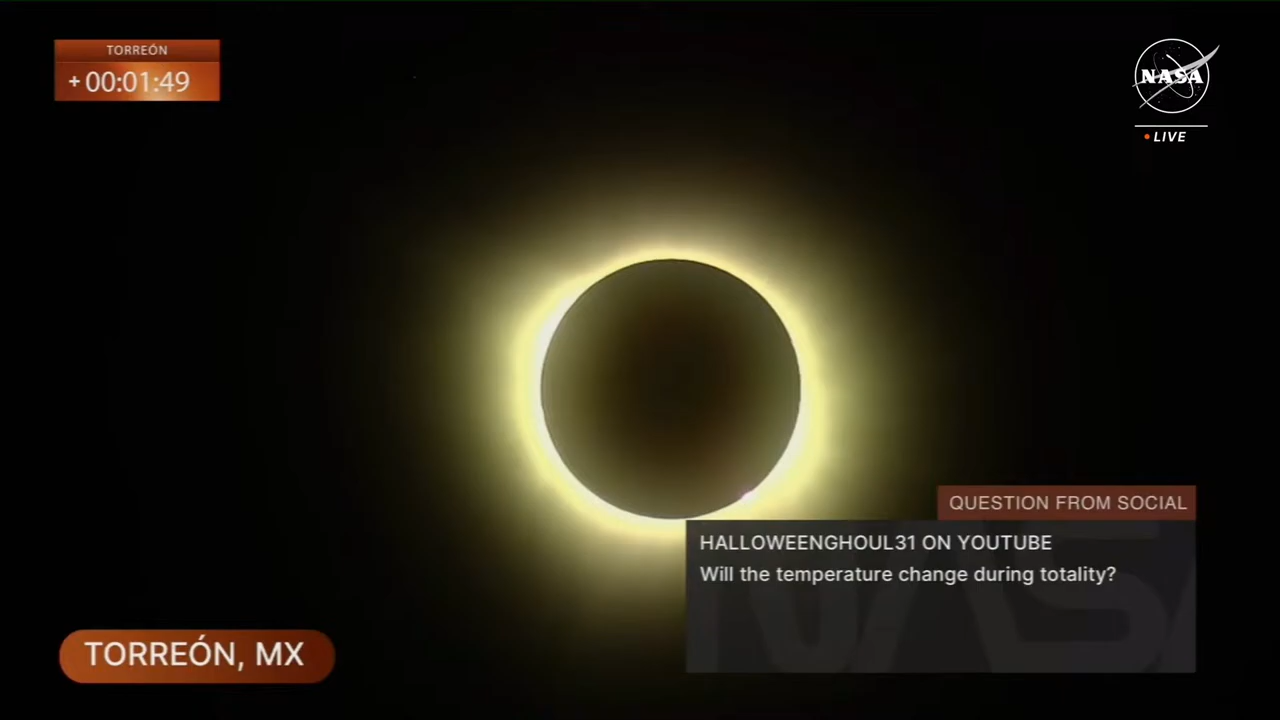 TORREÓN
+ 00:01:49
NASA
LIVE
QUESTION FROM SOCIAL
HALLOWEENGHOUL31 ON YOUTUBE
Will the temperature change during totality?
NASA
TORREÓN, MX